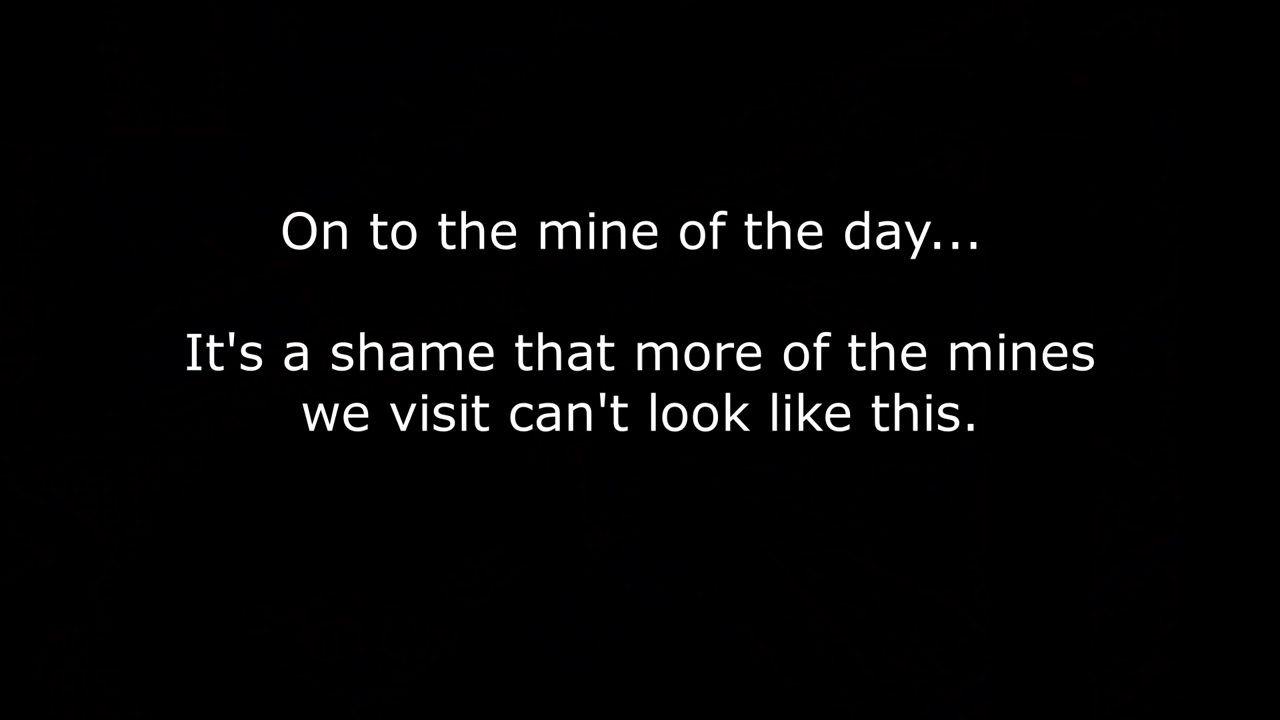 On to the mine of the day...
It's a shame that more of the mines
we visit can't look like this.